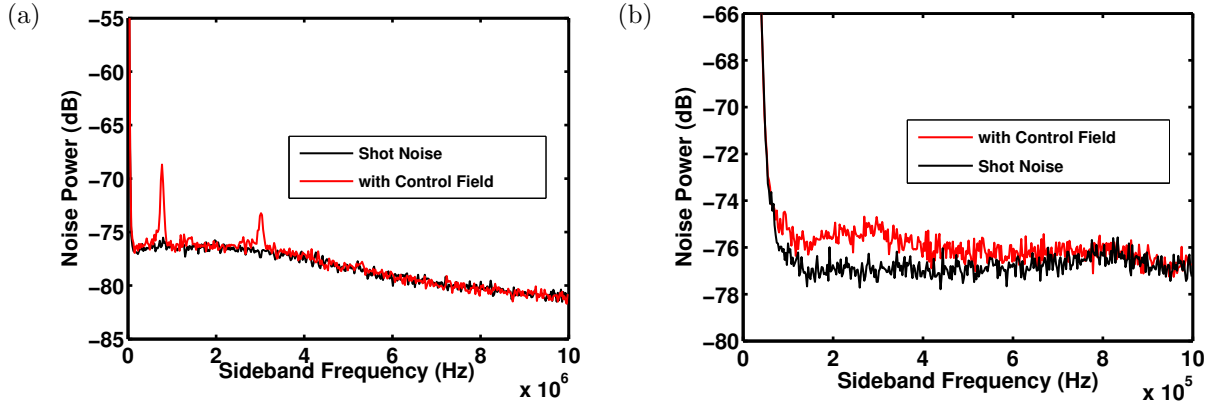 (a)
−55
−60
−65
−70
−75
−80
−85
Noise Power (dB)
Shot Noise
with Control Field
0 2 4 6 8 10
Sideband Frequency (Hz)
x 10^6
(b)
−66
−68
−70
−72
−74
−76
−78
−80
Noise Power (dB)
with Control Field
Shot Noise
0 2 4 6 8 10
Sideband Frequency (Hz)
x 10^5